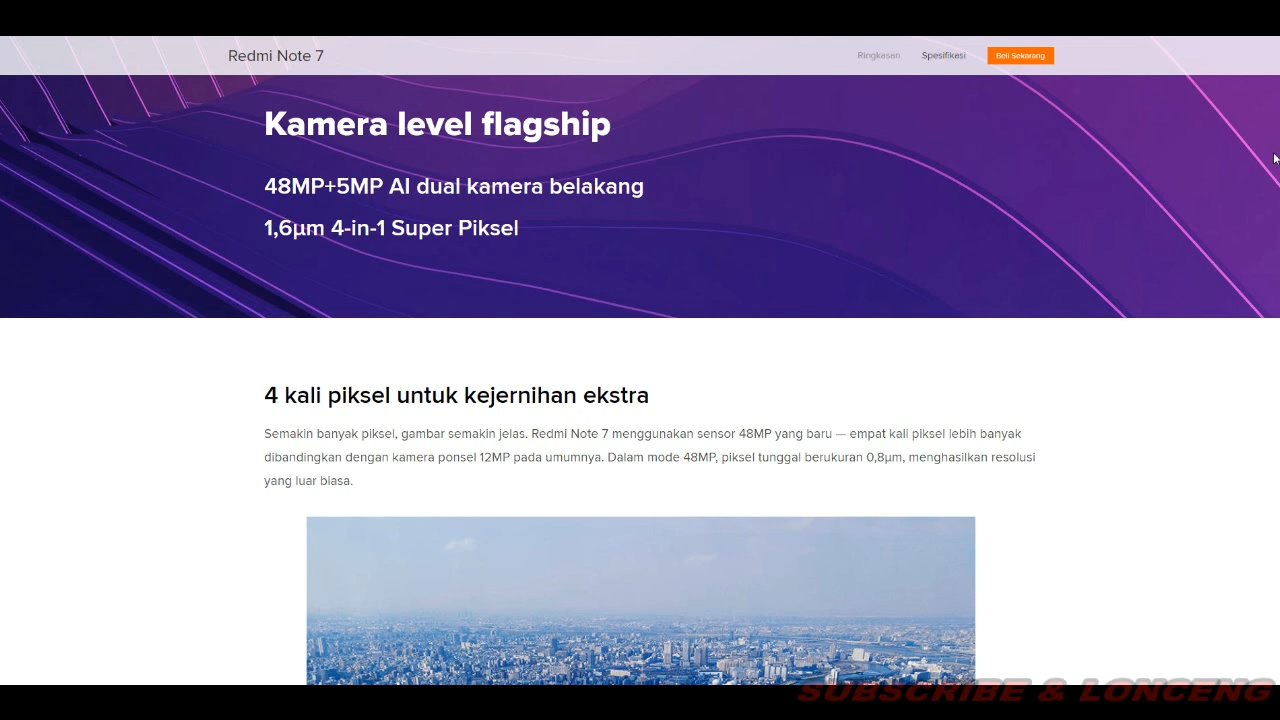 Redmi Note 7
Ringkasan
Spesifikasi
Beli Sekarang
Kamera level flagship
48MP+5MP AI dual kamera belakang
1,6µm 4-in-1 Super Piksel
4 kali piksel untuk kejernihan ekstra
Semakin banyak piksel, gambar semakin jelas. Redmi Note 7 menggunakan sensor 48MP yang baru — empat kali piksel lebih banyak
dibandingkan dengan kamera ponsel 12MP pada umumnya. Dalam mode 48MP, piksel tunggal berukuran 0,8µm, menghasilkan resolusi
yang luar biasa.
SUBSCRIBE & LONCENG